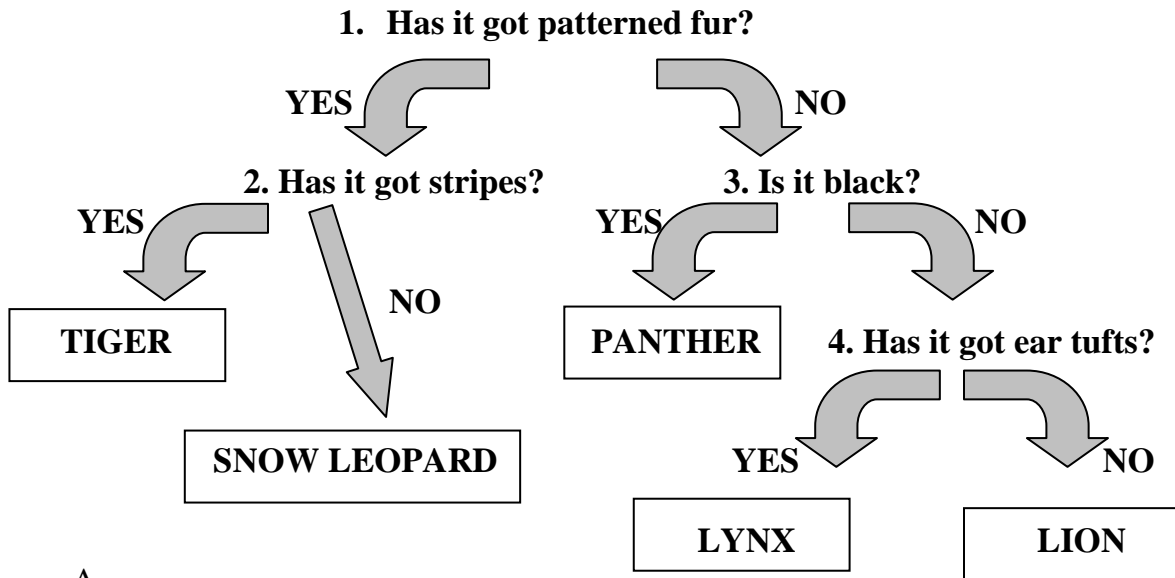 1. Has it got patterned fur?
YES
NO
2. Has it got stripes?
3. Is it black?
YES
NO
YES
NO
TIGER
SNOW LEOPARD
PANTHER
4. Has it got ear tufts?
YES
NO
LYNX
LION